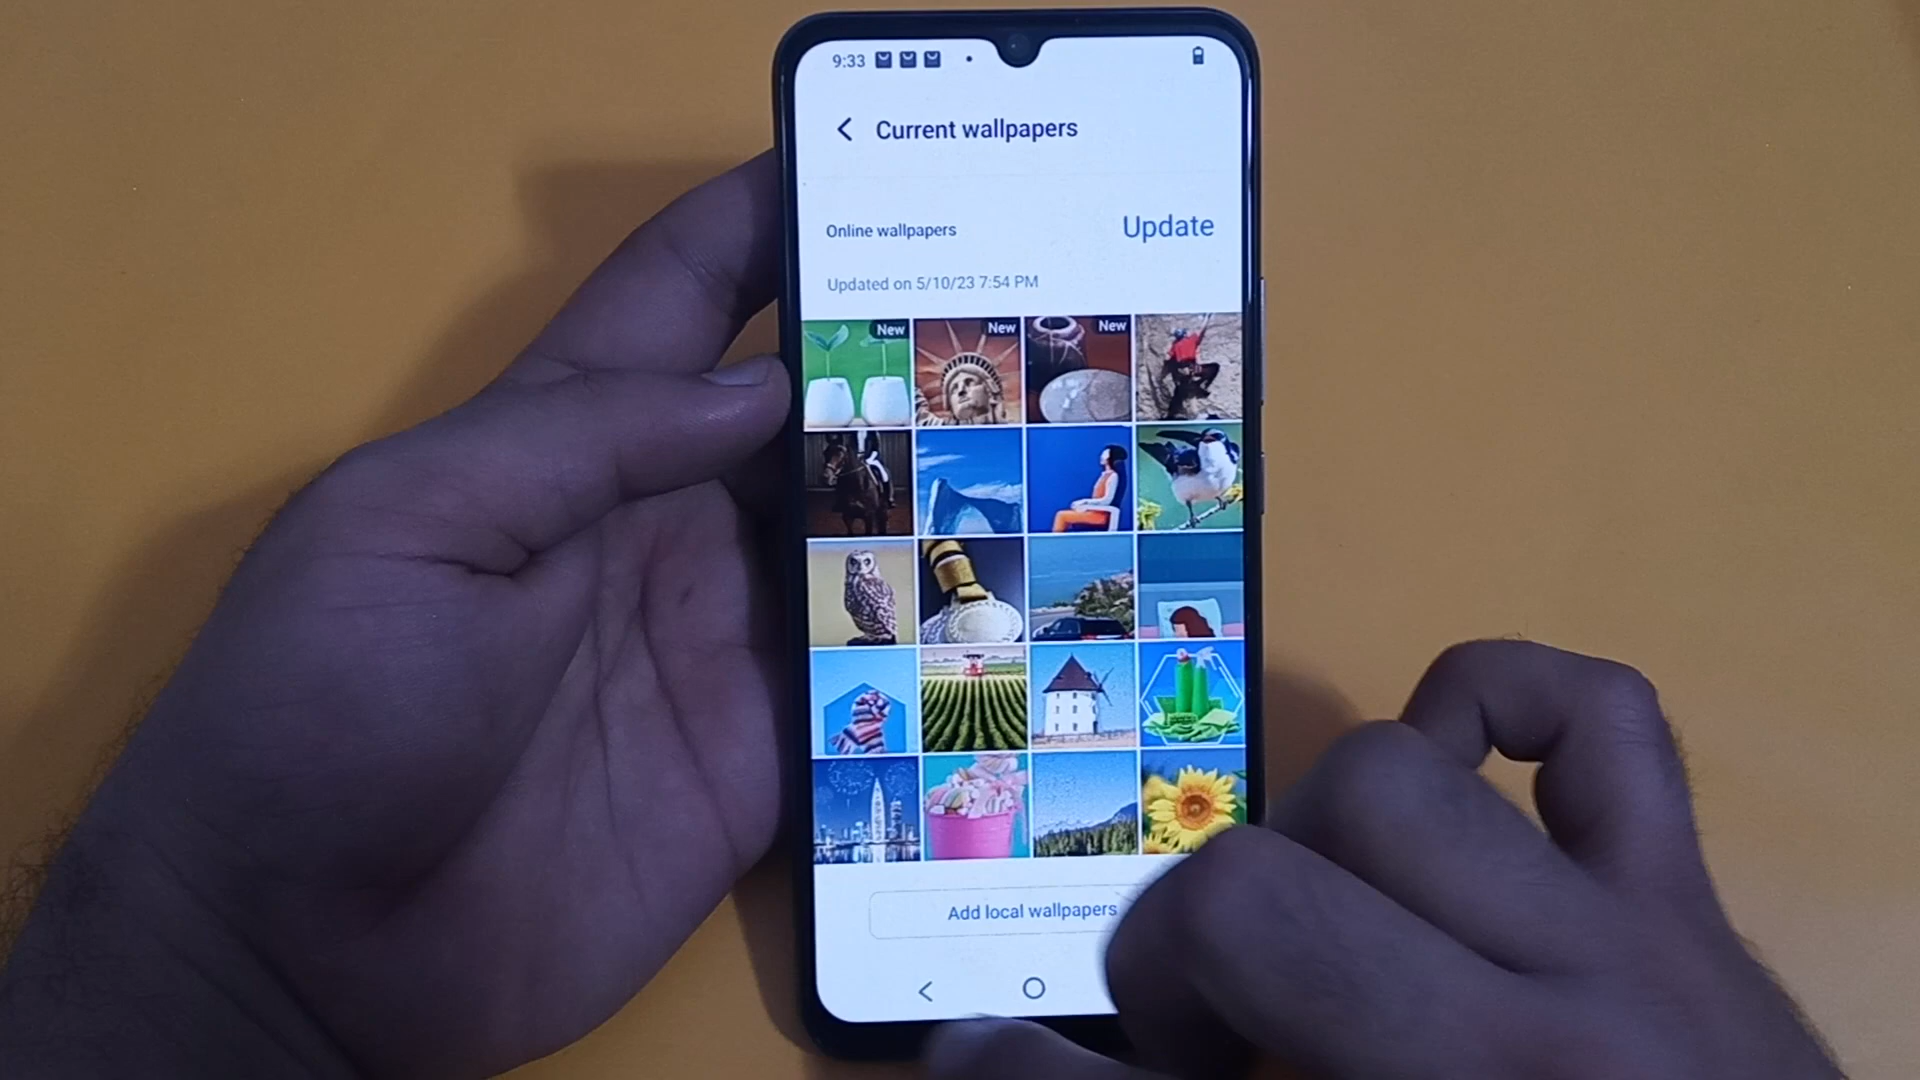 9:33
Current wallpapers
Online wallpapers
Update
Updated on 5/10/23 7:54 PM
New
New
New
Add local wallpapers